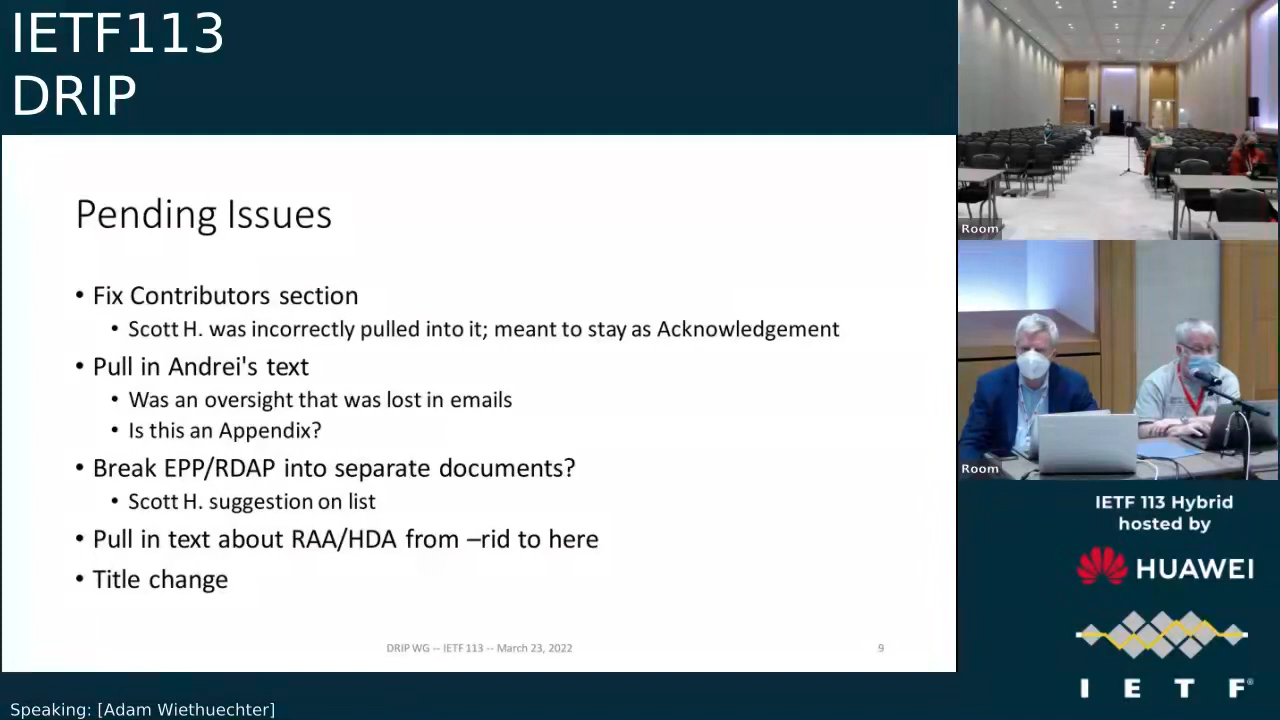 IETF113
DRIP
Pending Issues
• Fix Contributors section
• Scott H. was incorrectly pulled into it; meant to stay as Acknowledgement
• Pull in Andrei's text
• Was an oversight that was lost in emails
• Is this an Appendix?
• Break EPP/RDAP into separate documents?
• Scott H. suggestion on list
• Pull in text about RAA/HDA from –rid to here
• Title change
DRIP WG -- IETF 113 -- March 23, 2022
9
Room
Room
IETF 113 Hybrid
hosted by
HUAWEI
I E T F®
Speaking: [Adam Wiethuechter]